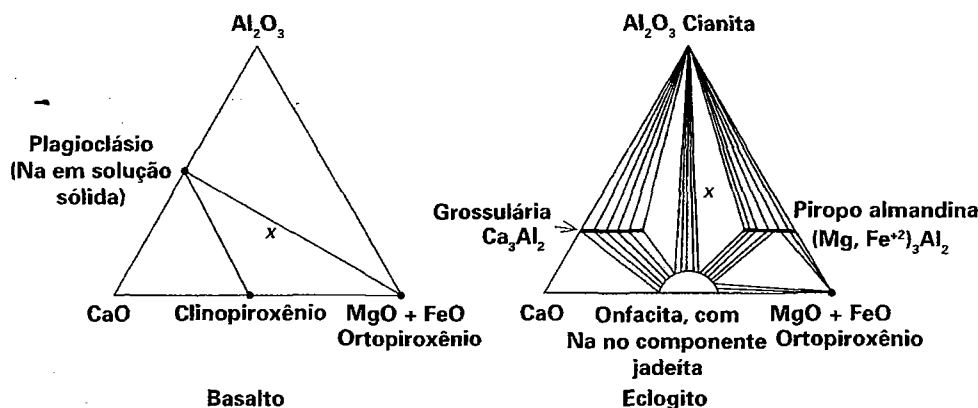 Al₂O₃
Plagioclásio
(Na em solução
sólida)
x
CaO
Clinopiroxênio
MgO + FeO
Ortopiroxênio
Basalto
Al₂O₃ Cianita
x
Grossulária
Ca₃Al₂
Piropo almandina
(Mg, Fe⁺²)₃Al₂
CaO
Onfacita, com
Na no componente
jadeíta
MgO + FeO
Ortopiroxênio
Eclogito